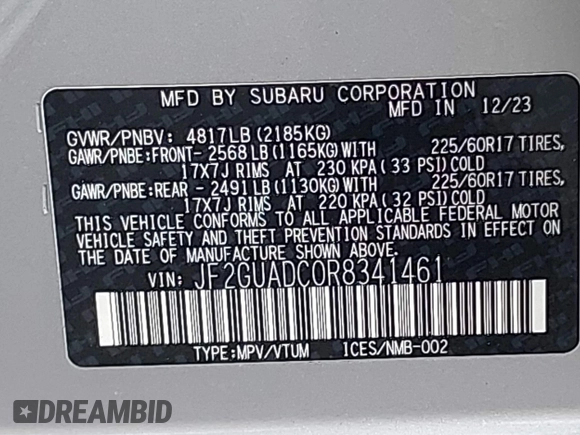 MFD BY SUBARU CORPORATION
MFD IN 12/23
GVWR/PNBV: 4817LB (2185KG)
GAWR/PNBE:FRONT- 2568LB (1165KG)WITH 225/60R17 TIRES,
17X7J RIMS AT 230 KPA (33 PSI) COLD
GAWR/PNBE:REAR - 2491LB (1130KG)WITH 225/60R17 TIRES,
17X7J RIMS AT 220 KPA (32 PSI) COLD
THIS VEHICLE CONFORMS TO ALL APPLICABLE FEDERAL MOTOR
VEHICLE SAFETY AND THEFT PREVENTION STANDARDS IN EFFECT ON
THE DATE OF MANUFACTURE SHOWN ABOVE.
VIN: JF2GUADC0R8341461
TYPE:MPV/VTUM ICES/NMB-002
DREAMBID